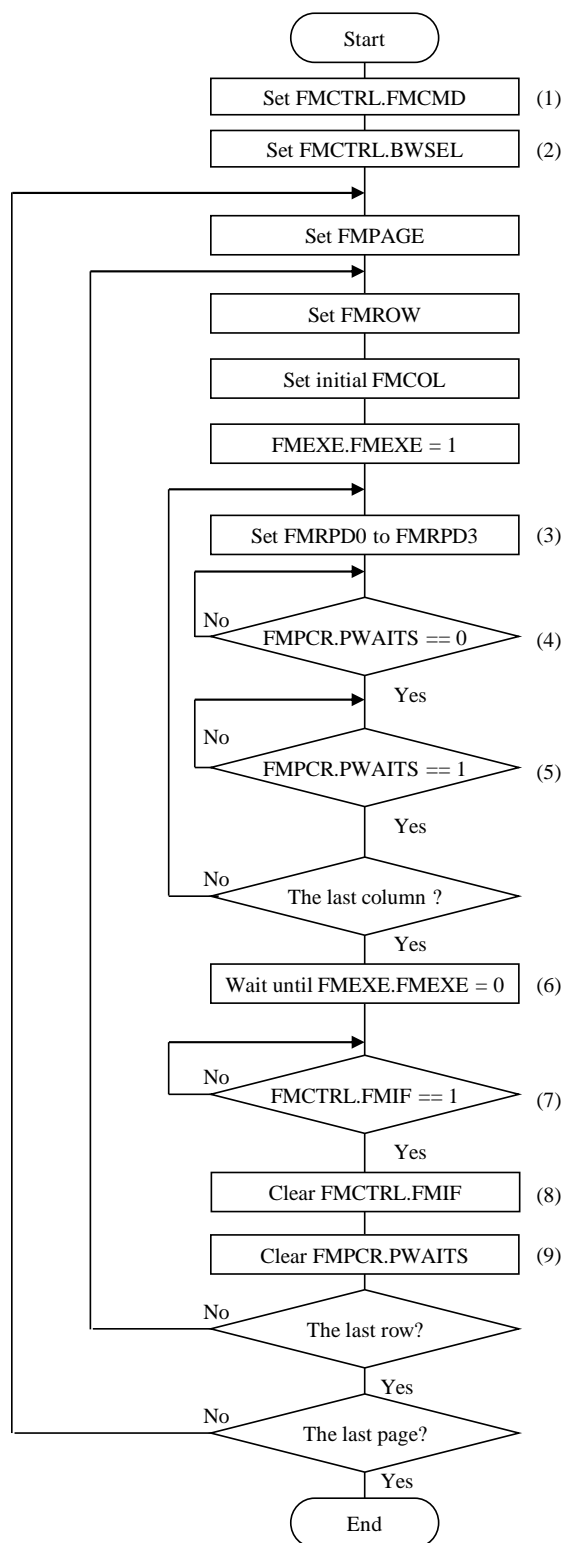 Start
Set FMCTRL.FMCMD (1)
Set FMCTRL.BWSEL (2)
Set FMPAGE
Set FMROW
Set initial FMCOL
FMEXE.FMEXE = 1
Set FMRPD0 to FMRPD3 (3)
No
FMPCR.PWAITS == 0 (4)
Yes
No
FMPCR.PWAITS == 1 (5)
Yes
No
The last column ?
Yes
Wait until FMEXE.FMEXE = 0 (6)
No
FMCTRL.FMIF == 1 (7)
Yes
Clear FMCTRL.FMIF (8)
Clear FMPCR.PWAITS (9)
No
The last row?
Yes
No
The last page?
Yes
End